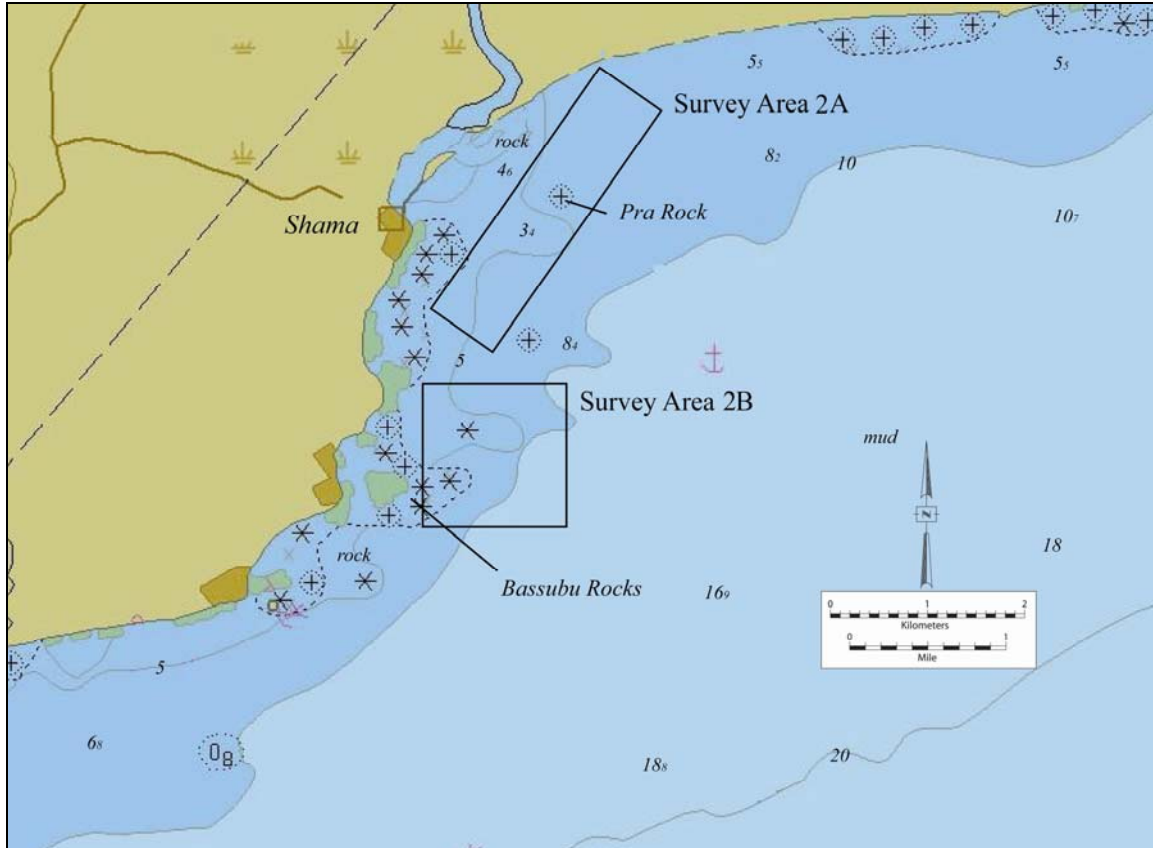 5₅
5₅
Survey Area 2A
rock
8₂
10
4₆
Pra Rock
10₇
Shama
3₄
8₄
5
Survey Area 2B
mud
N
rock
18
Bassubu Rocks
16₉
0 1 2
Kilometers
0 1
Mile
5
6₈
18₈
20